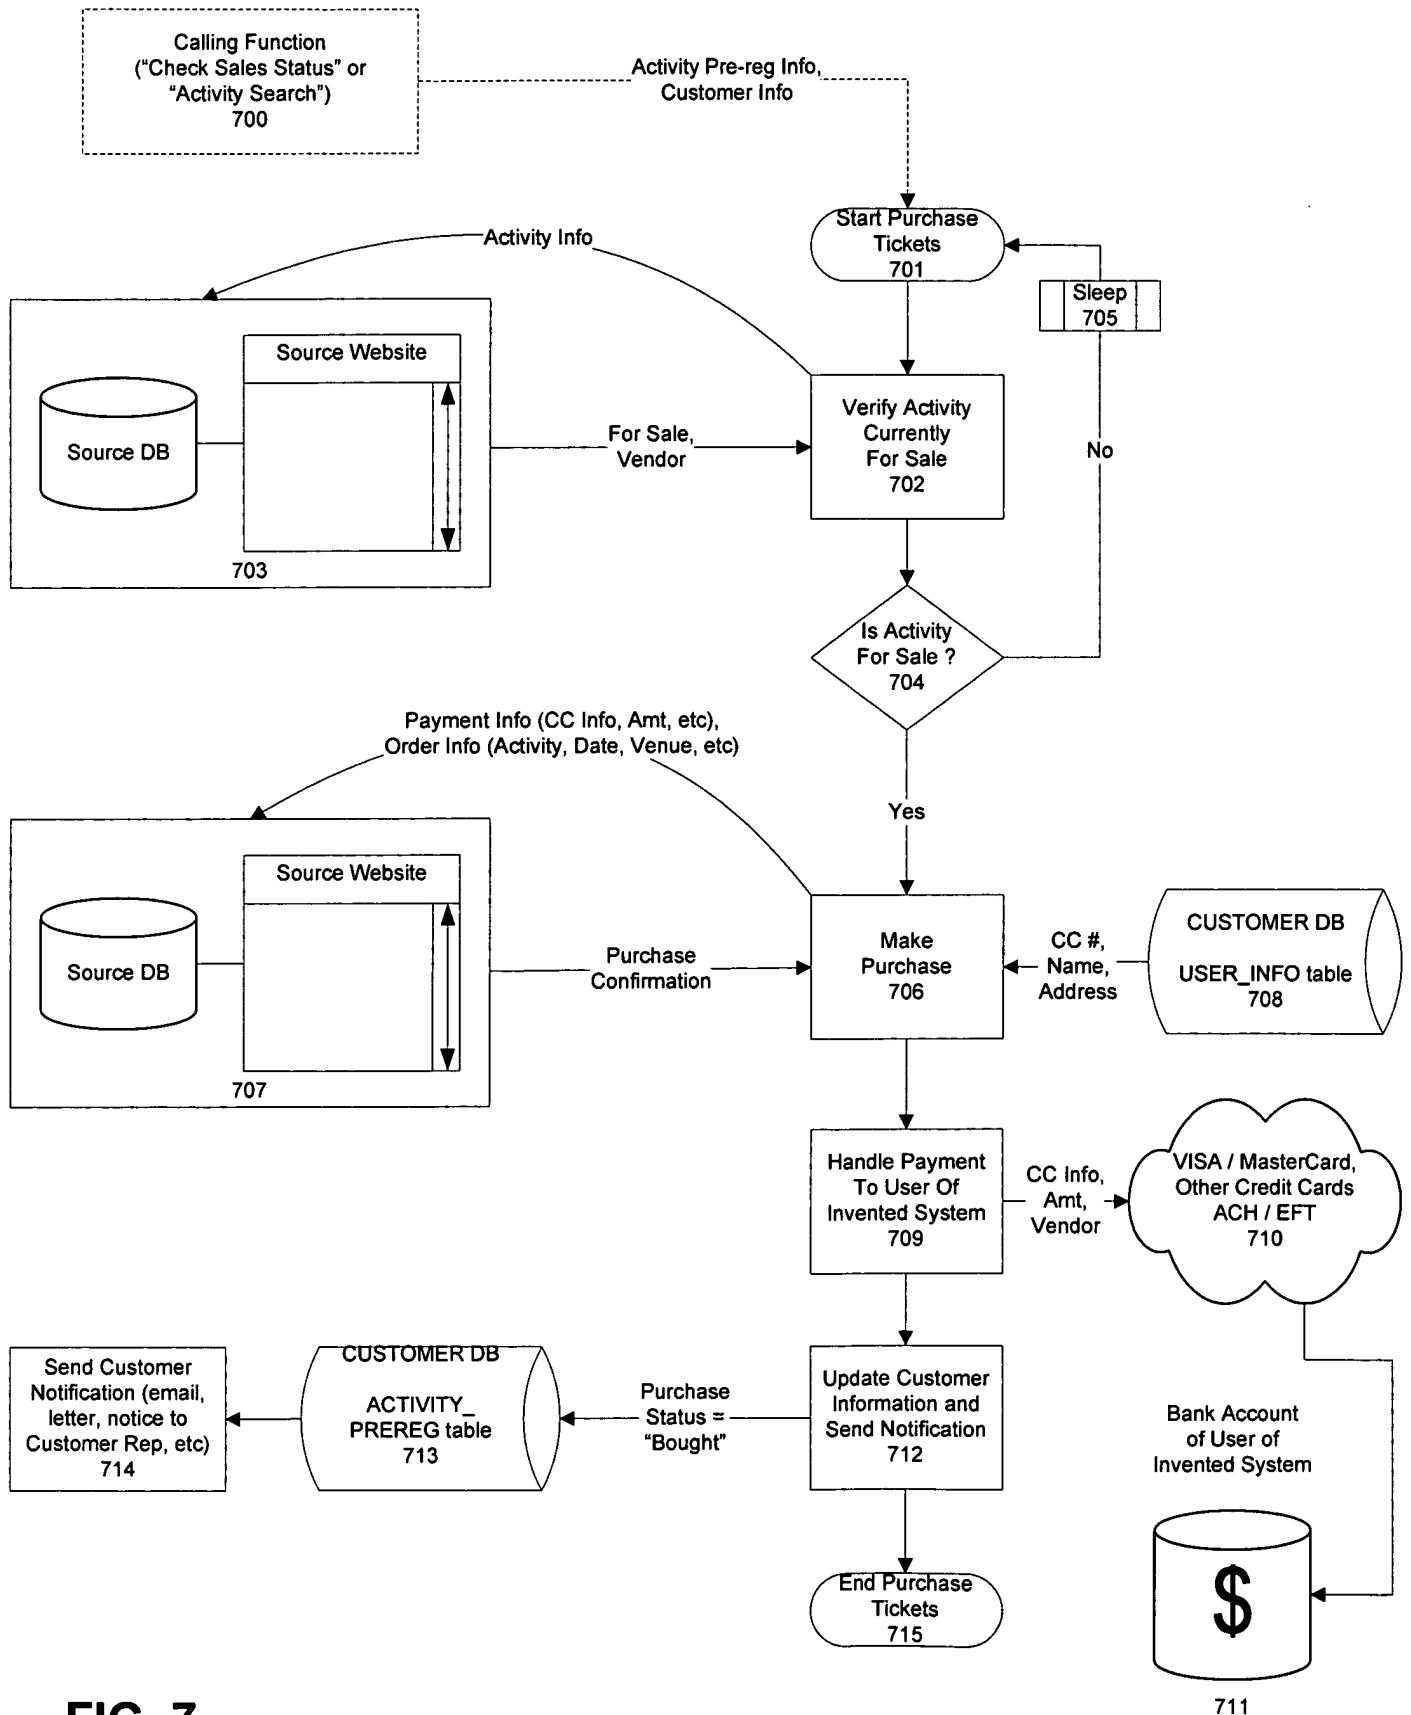 Calling Function
("Check Sales Status" or
"Activity Search")
700
Activity Pre-reg Info,
Customer Info
Start Purchase
Tickets
701
Activity Info
Sleep
705
Source Website
Source DB
703
For Sale,
Vendor
Verify Activity
Currently
For Sale
702
No
Is Activity
For Sale ?
704
Payment Info (CC Info, Amt, etc),
Order Info (Activity, Date, Venue, etc)
Yes
Source Website
Source DB
707
Purchase
Confirmation
Make
Purchase
706
CC #,
Name,
Address
CUSTOMER DB
USER_INFO table
708
Handle Payment
To User Of
Invented System
709
CC Info,
Amt,
Vendor
VISA / MasterCard,
Other Credit Cards
ACH / EFT
710
Send Customer
Notification (email,
letter, notice to
Customer Rep, etc)
714
CUSTOMER DB
ACTIVITY_
PREREG table
713
Purchase
Status =
"Bought"
Update Customer
Information and
Send Notification
712
Bank Account
of User of
Invented System
$
711
End Purchase
Tickets
715
FIG. 7